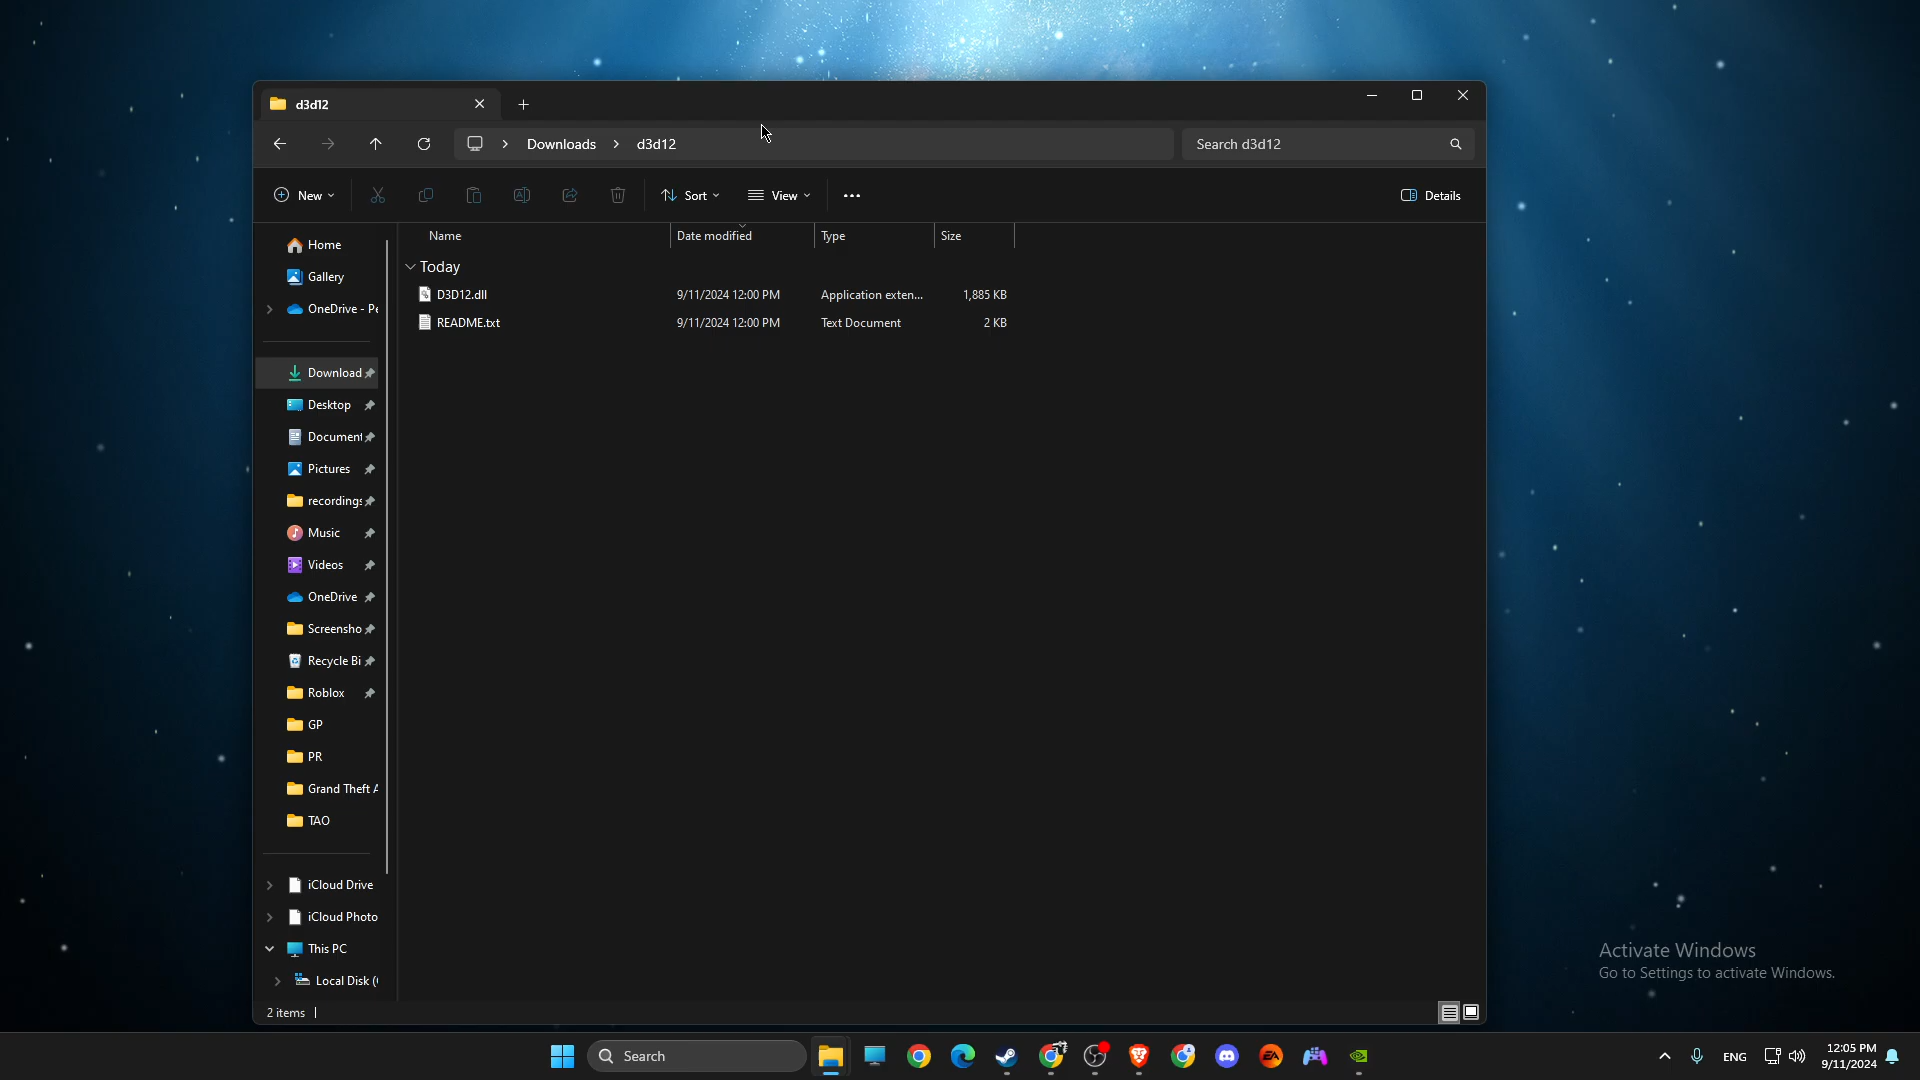 d3d12
Downloads
d3d12
Search d3d12
New
Sort
View
Details
Name
Date modified
Type
Size
Today
D3D12.dll
9/11/2024 12:00 PM
Application exten...
1,885 KB
README.txt
9/11/2024 12:00 PM
Text Document
2 KB
Home
Gallery
OneDrive - Pe
Download
Desktop
Document
Pictures
recordings
Music
Videos
OneDrive
Screensho
Recycle Bi
Roblox
GP
PR
Grand Theft A
TAO
iCloud Drive
iCloud Photo
This PC
Local Disk (
2 items
Activate Windows
Go to Settings to activate Windows.
Search
EA
ENG
12:05 PM
9/11/2024